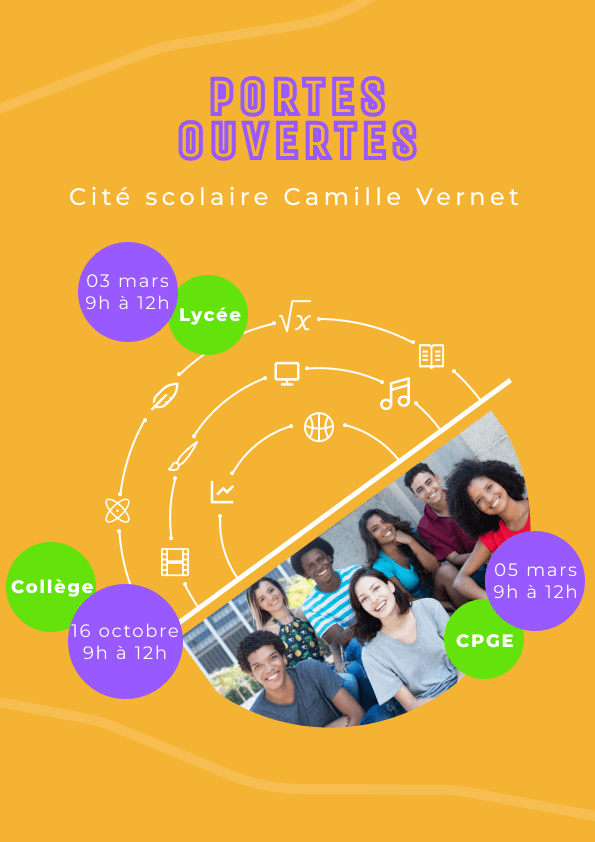 PORTES
OUVERTES
Cité scolaire Camille Vernet
03 mars
9h à 12h
Lycée
√x
Collège
16 octobre
9h à 12h
05 mars
9h à 12h
CPGE